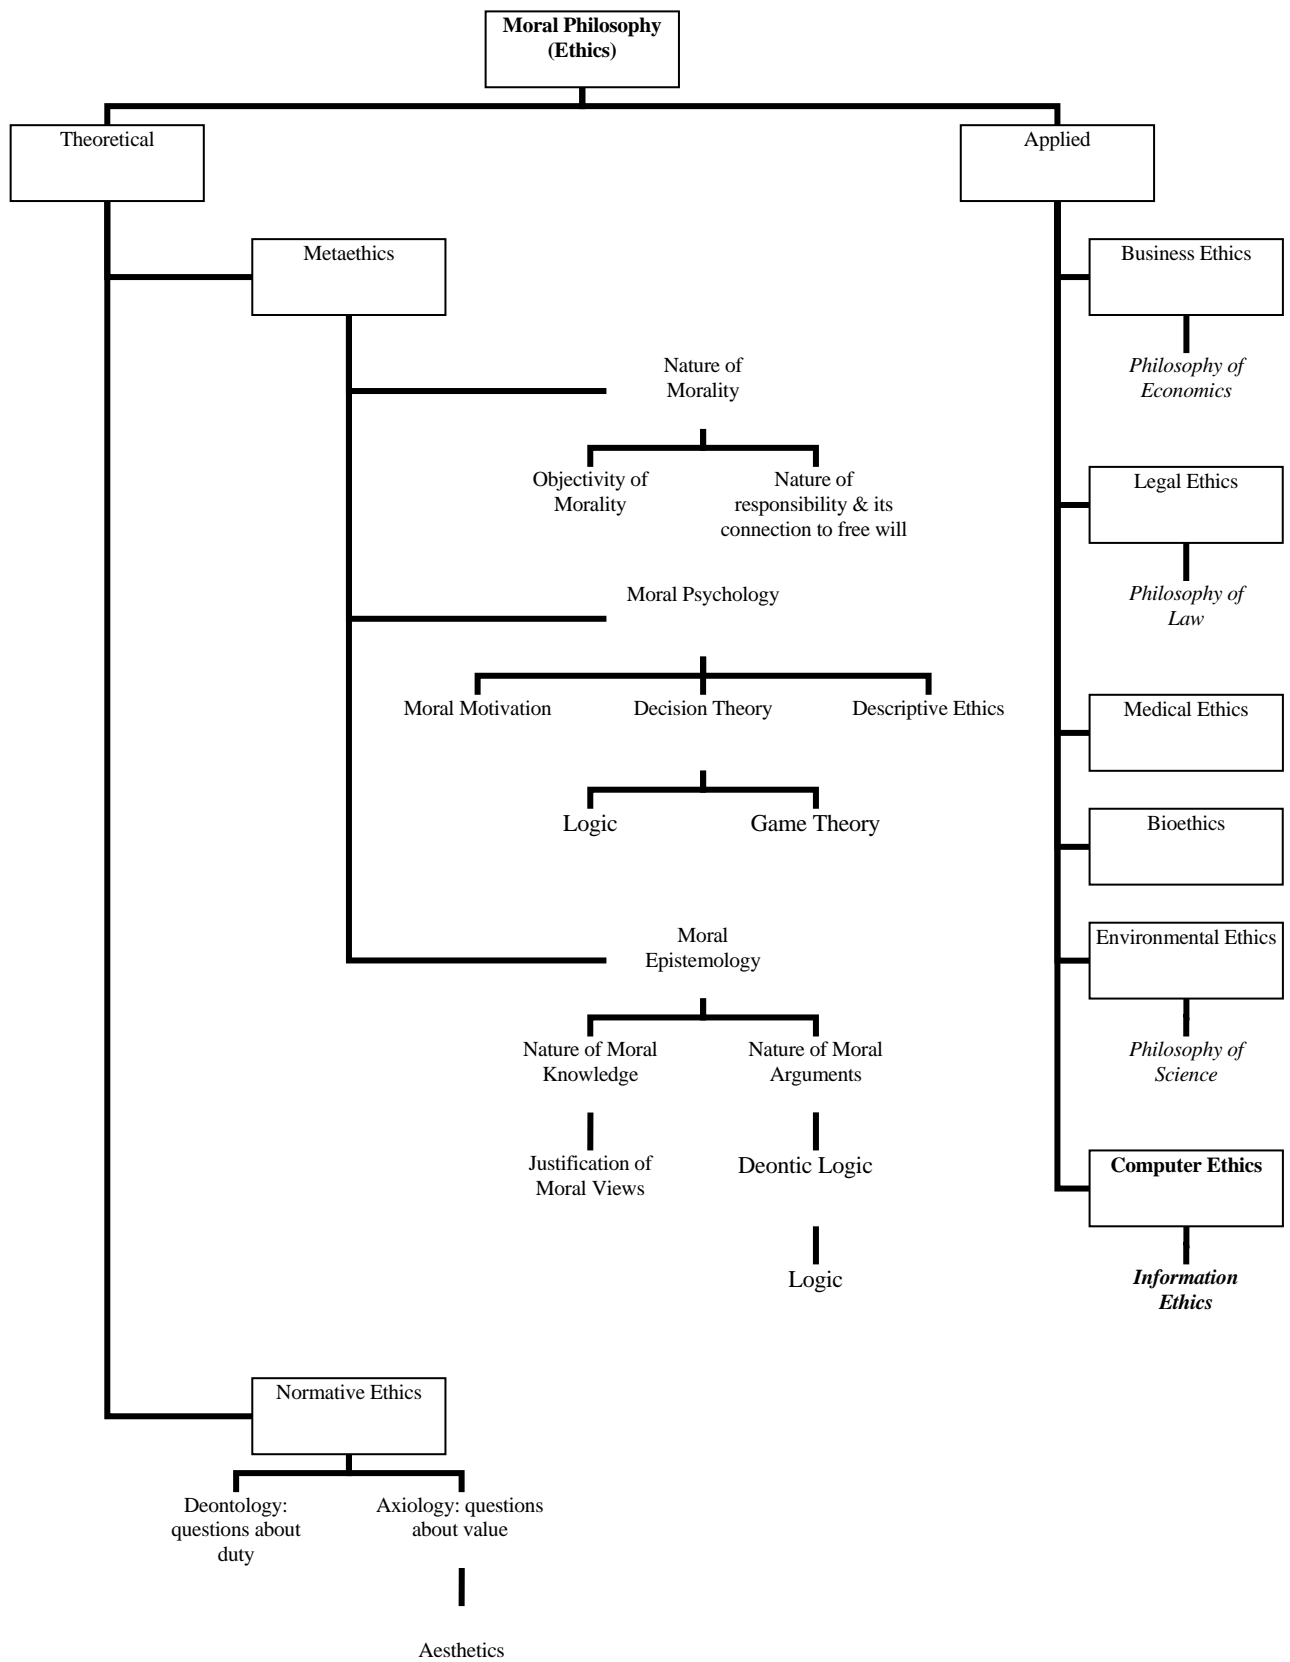 Moral Philosophy
(Ethics)
Theoretical
Applied
Metaethics
Business Ethics
Nature of
Morality
Philosophy of
Economics
Objectivity of
Morality
Nature of
responsibility & its
connection to free will
Legal Ethics
Moral Psychology
Philosophy of
Law
Moral Motivation
Decision Theory
Descriptive Ethics
Medical Ethics
Logic
Game Theory
Bioethics
Moral
Epistemology
Environmental Ethics
Nature of Moral
Knowledge
Nature of Moral
Arguments
Philosophy of
Science
Justification of
Moral Views
Deontic Logic
Computer Ethics
Logic
Information
Ethics
Normative Ethics
Deontology:
questions about
duty
Axiology: questions
about value
Aesthetics